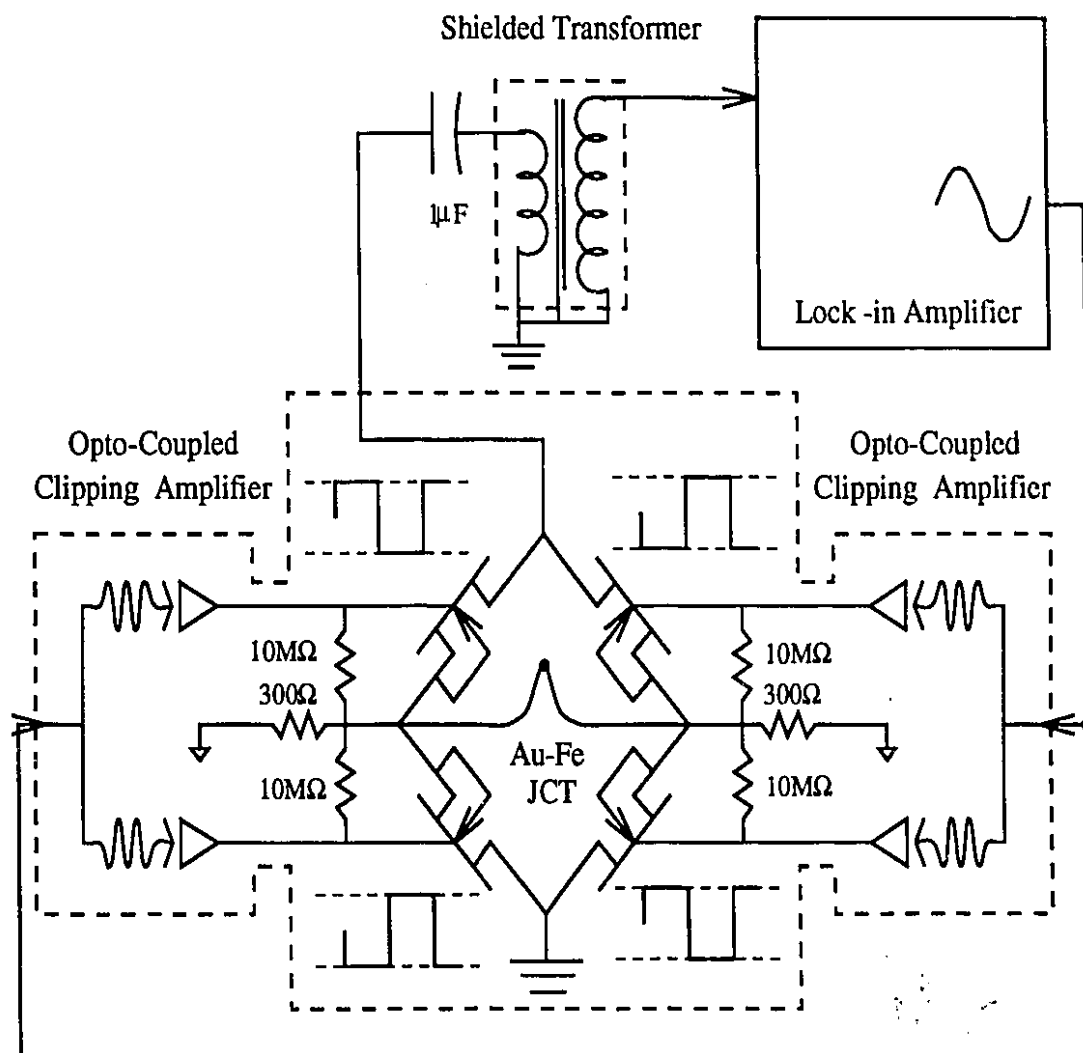 Shielded Transformer
1μF
Lock -in Amplifier
Opto-Coupled
Clipping Amplifier
Opto-Coupled
Clipping Amplifier
10MΩ
300Ω
10MΩ
10MΩ
300Ω
10MΩ
Au-Fe
JCT